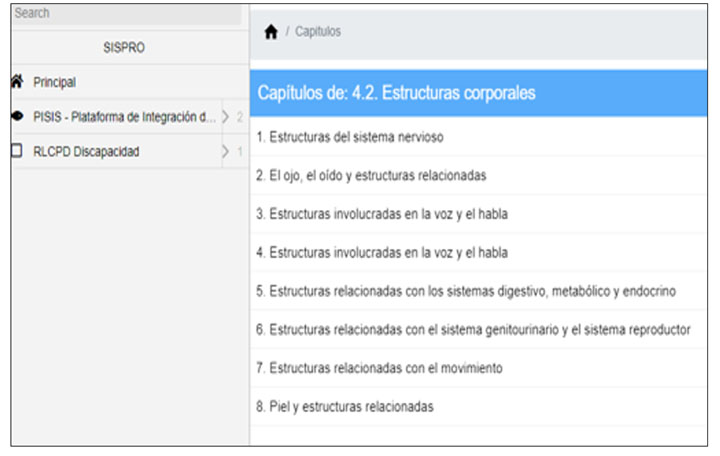 Search
SISPRO
Principal
PISIS - Plataforma de Integración d... 2
RLCPD Discapacidad 1
/ Capitulos
Capítulos de: 4.2. Estructuras corporales
1. Estructuras del sistema nervioso
2. El ojo, el oído y estructuras relacionadas
3. Estructuras involucradas en la voz y el habla
4. Estructuras involucradas en la voz y el habla
5. Estructuras relacionadas con los sistemas digestivo, metabólico y endocrino
6. Estructuras relacionadas con el sistema genitourinario y el sistema reproductor
7. Estructuras relacionadas con el movimiento
8. Piel y estructuras relacionadas